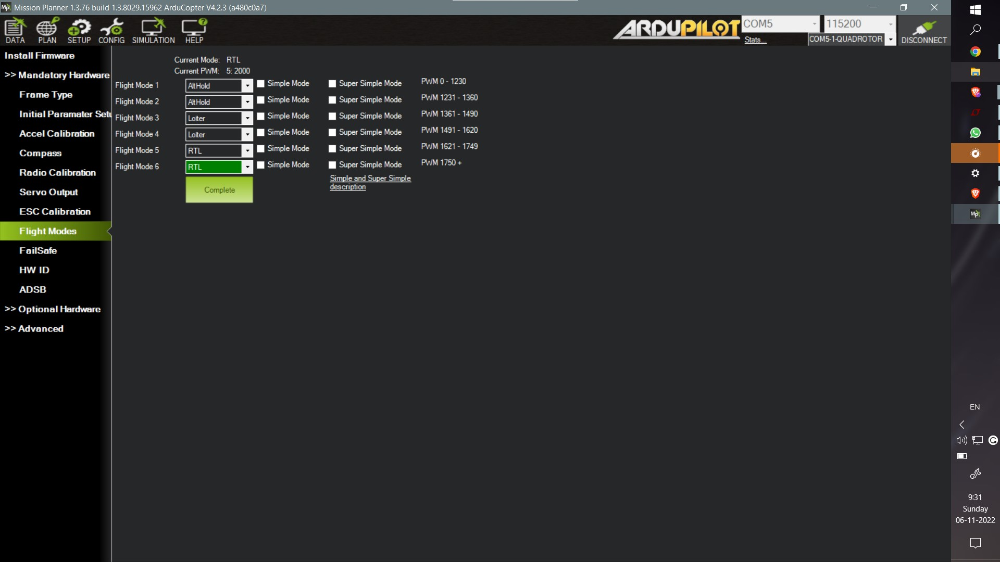 Mission Planner 1.3.76 build 1.3.8029.15962 ArduCopter V4.2.3 (a480c0a7)
DATA PLAN SETUP CONFIG SIMULATION HELP
ARDUPILOT
COM5 115200
Stats... COM5-1-QUADROTOR DISCONNECT
Install Firmware
>> Mandatory Hardware
Frame Type
Initial Paramater Setu
Accel Calibration
Compass
Radio Calibration
Servo Output
ESC Calibration
Flight Modes
FailSafe
HW ID
ADSB
>> Optional Hardware
>> Advanced
Current Mode: RTL
Current PWM: 5: 2000
Flight Mode 1 AltHold Simple Mode Super Simple Mode PWM 0 - 1230
Flight Mode 2 AltHold Simple Mode Super Simple Mode PWM 1231 - 1360
Flight Mode 3 Loiter Simple Mode Super Simple Mode PWM 1361 - 1490
Flight Mode 4 Loiter Simple Mode Super Simple Mode PWM 1491 - 1620
Flight Mode 5 RTL Simple Mode Super Simple Mode PWM 1621 - 1749
Flight Mode 6 RTL Simple Mode Super Simple Mode PWM 1750 +
Simple and Super Simple
description
Complete
EN
9:31
Sunday
06-11-2022